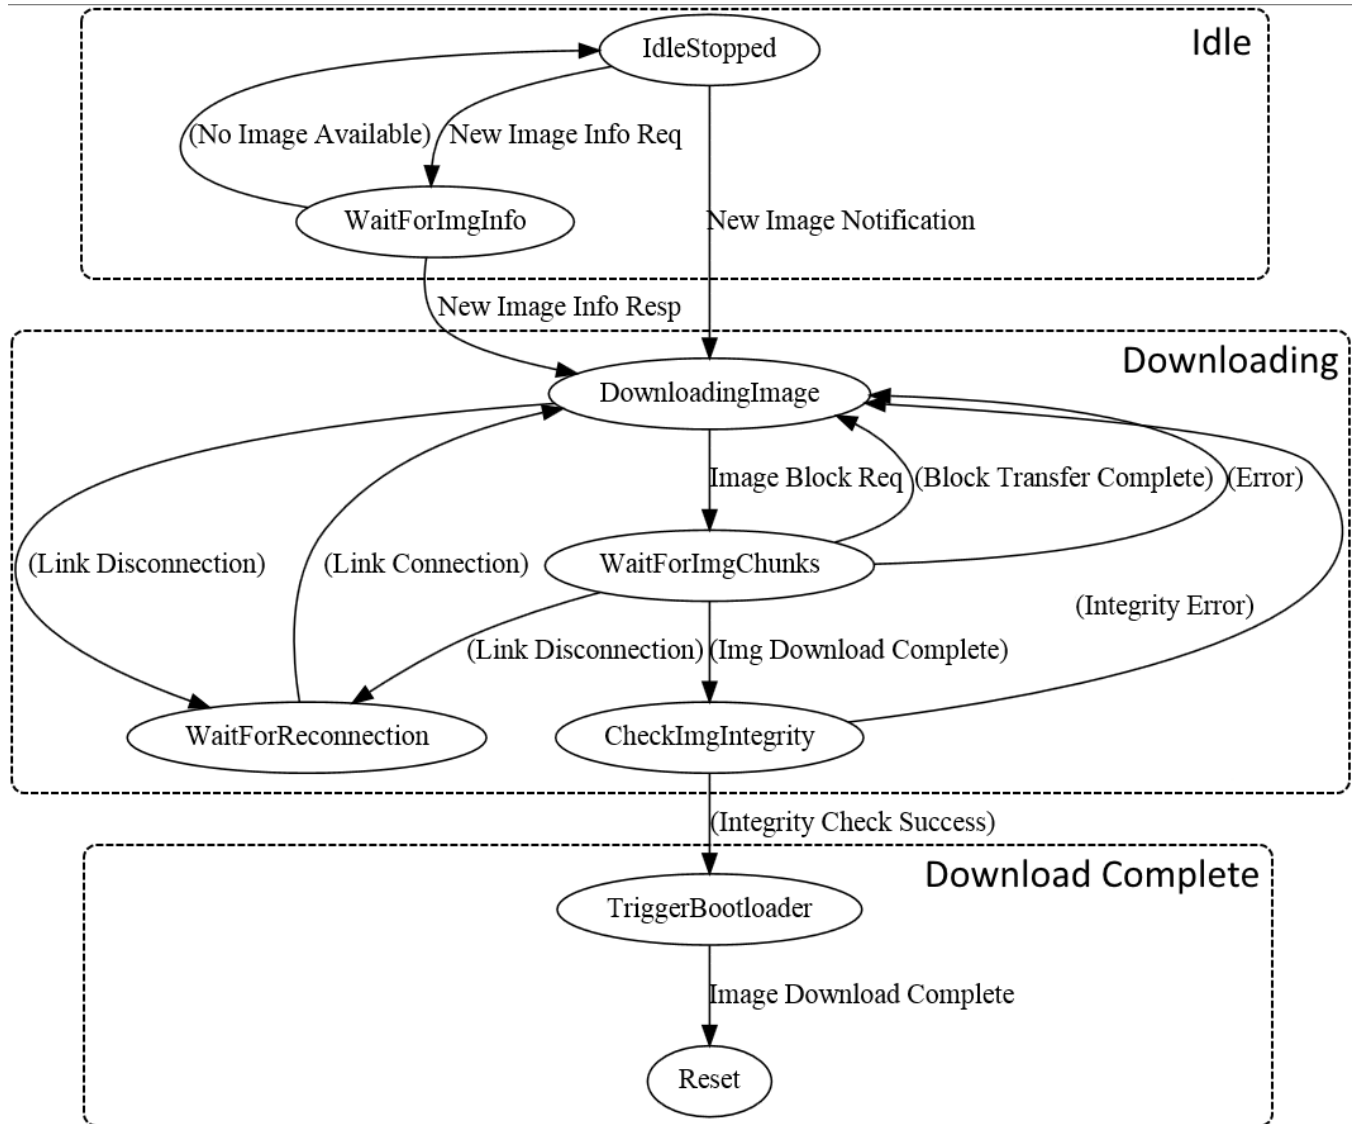 Idle
IdleStopped
(No Image Available)
New Image Info Req
WaitForImgInfo
New Image Notification
New Image Info Resp
Downloading
DownloadingImage
Image Block Req
(Block Transfer Complete)
(Error)
(Link Disconnection)
(Link Connection)
WaitForImgChunks
(Integrity Error)
(Link Disconnection)
(Img Download Complete)
WaitForReconnection
CheckImgIntegrity
(Integrity Check Success)
Download Complete
TriggerBootloader
Image Download Complete
Reset